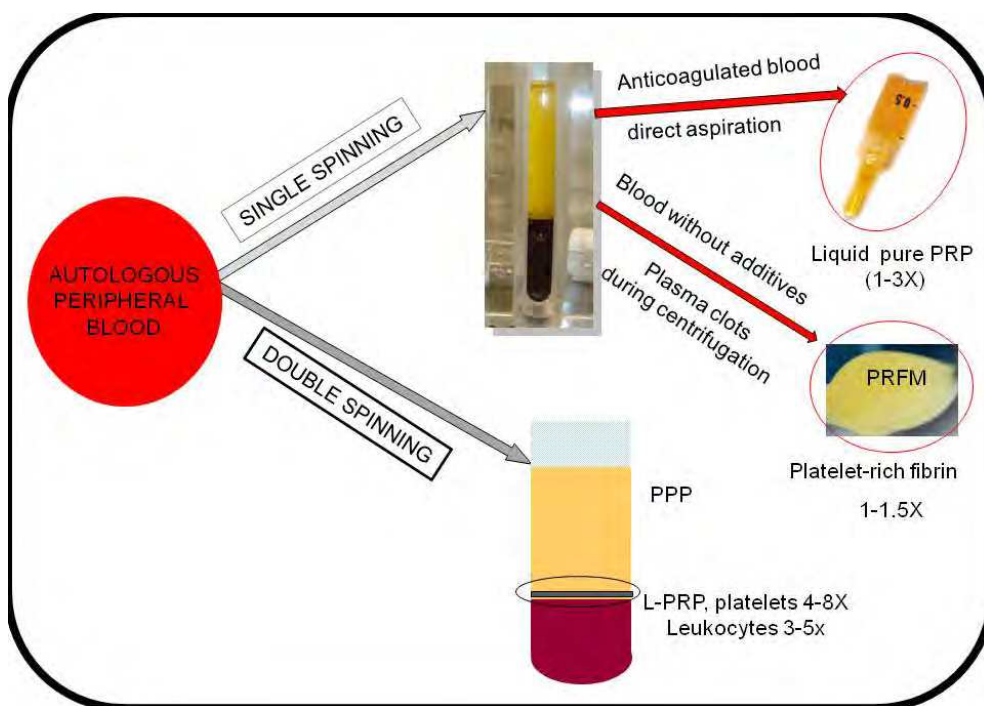 AUTOLOGOUS
PERIPHERAL
BLOOD
SINGLE SPINNING
DOUBLE SPINNING
Anticoagulated blood
direct aspiration
- 0.5
Liquid pure PRP
(1-3X)
Blood without additives
Plasma clots
during centrifugation
PRFM
Platelet-rich fibrin
1-1.5X
PPP
L-PRP, platelets 4-8X
Leukocytes 3-5x